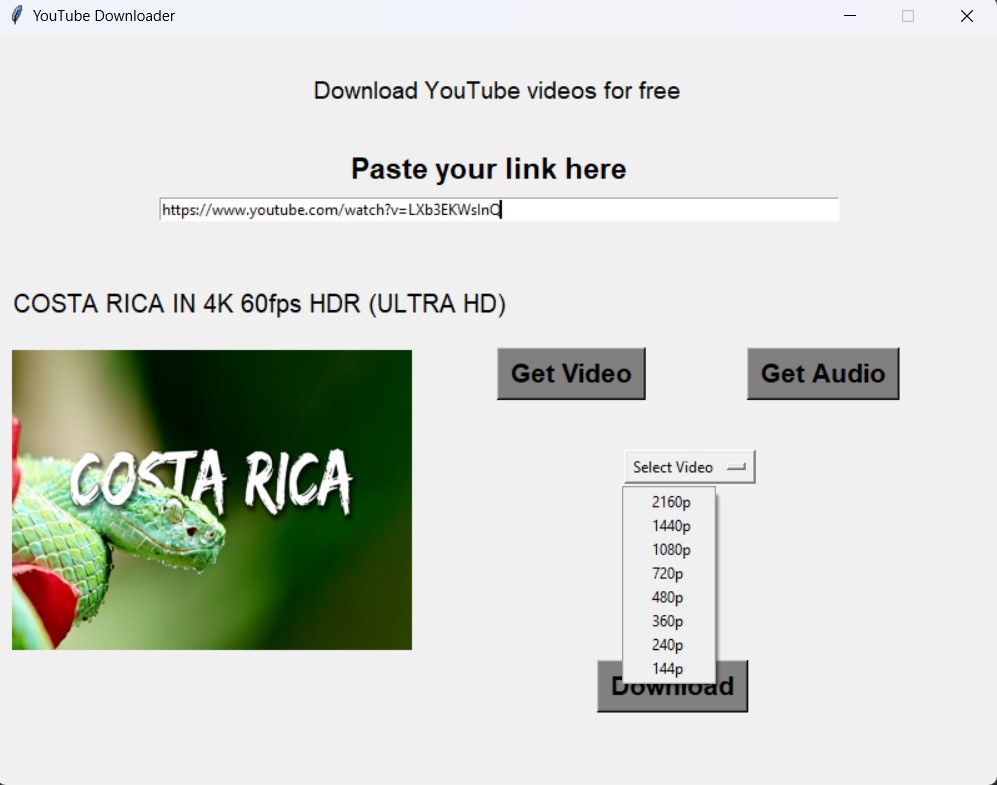 YouTube Downloader
Download YouTube videos for free
Paste your link here
https://www.youtube.com/watch?v=LXb3EKWsInQ
COSTA RICA IN 4K 60fps HDR (ULTRA HD)
COSTA RICA
Get Video
Get Audio
Select Video
2160p
1440p
1080p
720p
480p
360p
240p
144p
Download